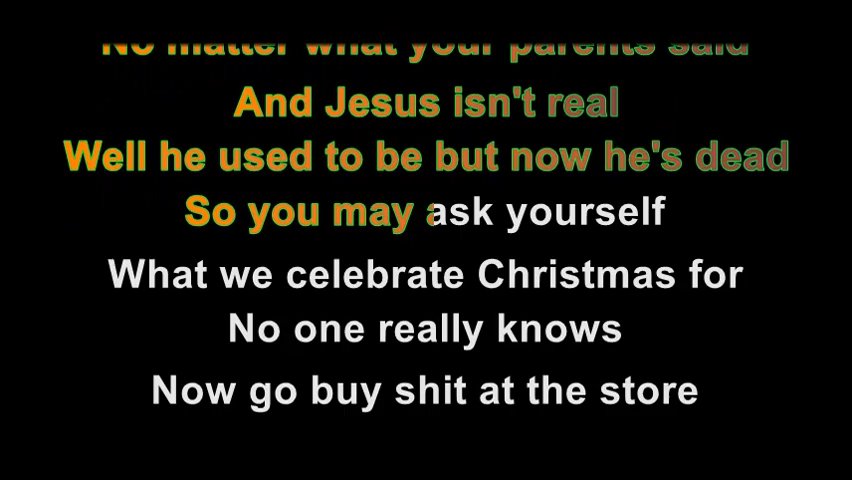 No matter what your parents said
And Jesus isn't real
Well he used to be but now he's dead
So you may ask yourself
What we celebrate Christmas for
No one really knows
Now go buy shit at the store